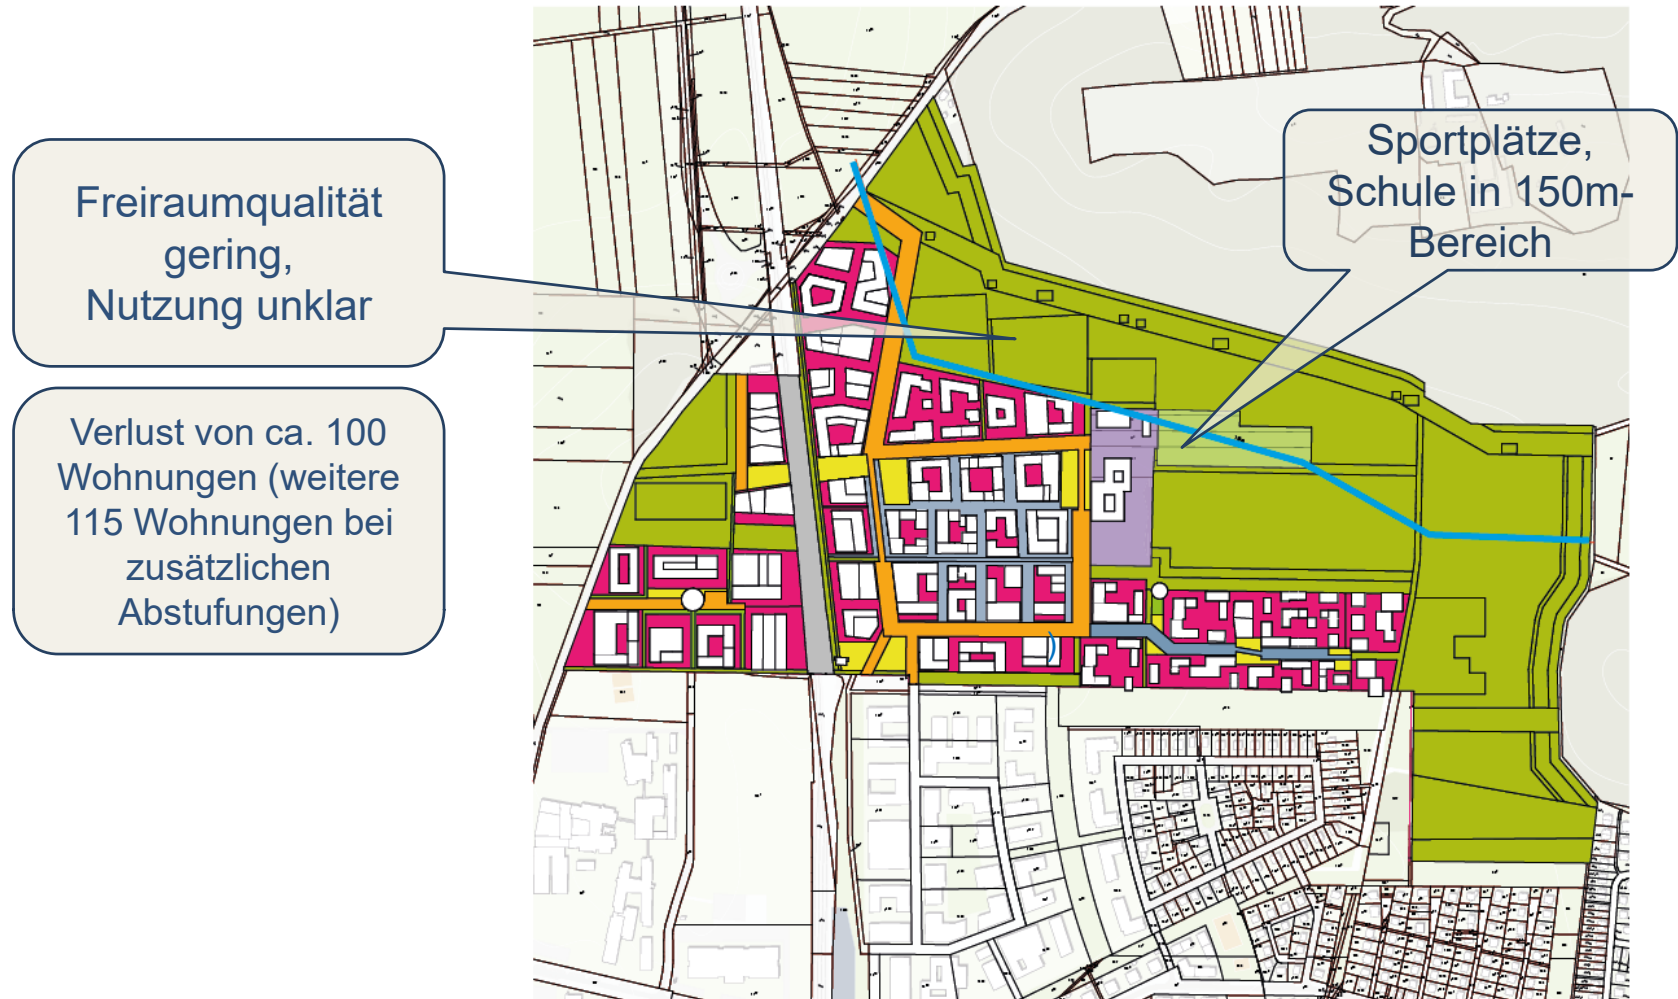 Freiraumqualität
gering,
Nutzung unklar
Verlust von ca. 100
Wohnungen (weitere
115 Wohnungen bei
zusätzlichen
Abstufungen)
Sportplätze,
Schule in 150m-
Bereich